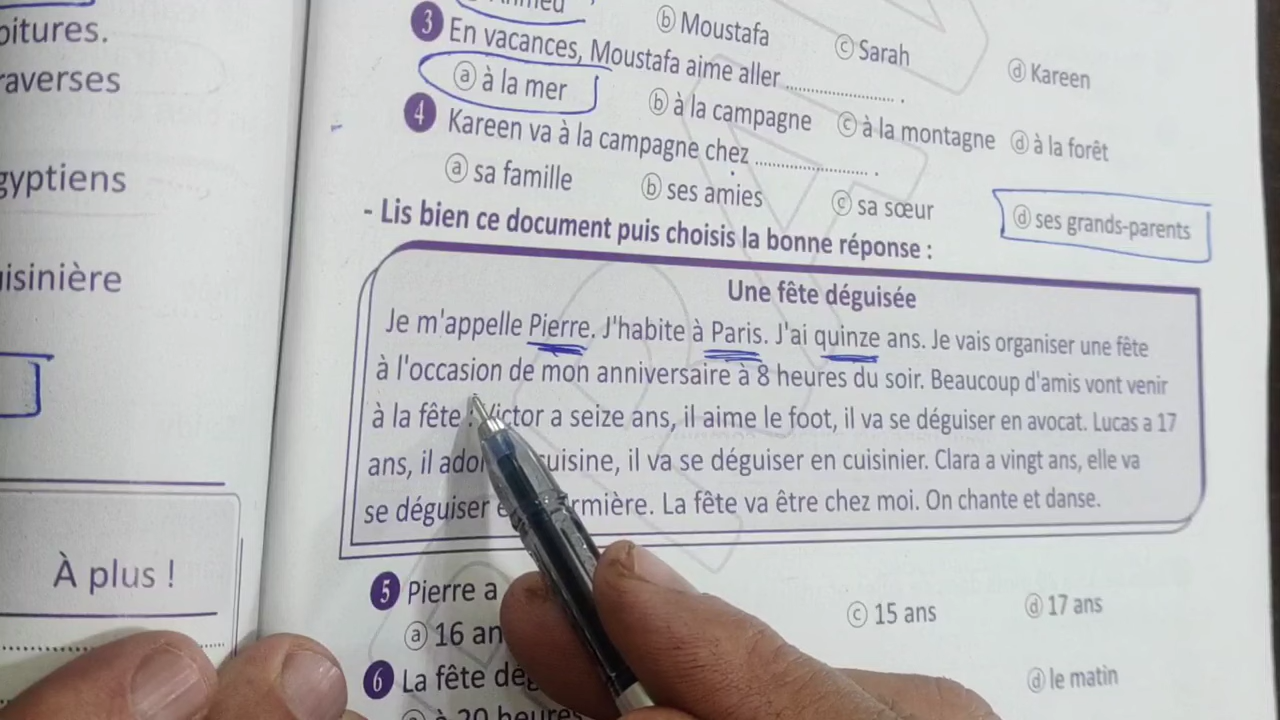 oitures.
raverses
gyptiens
uisinière
À plus !
b Moustafa
c Sarah
d Kareen
3 En vacances, Moustafa aime aller .................... .
a à la mer
b à la campagne
c à la montagne
d à la forêt
4 Kareen va à la campagne chez .................... .
a sa famille
b ses amies
c sa sœur
d ses grands-parents
- Lis bien ce document puis choisis la bonne réponse :
Une fête déguisée
Je m'appelle Pierre. J'habite à Paris. J'ai quinze ans. Je vais organiser une fête
à l'occasion de mon anniversaire à 8 heures du soir. Beaucoup d'amis vont venir
à la fête : Victor a seize ans, il aime le foot, il va se déguiser en avocat. Lucas a 17
ans, il ado cuisine, il va se déguiser en cuisinier. Clara a vingt ans, elle va
se déguiser rmière. La fête va être chez moi. On chante et danse.
5 Pierre a
a 16 an
c 15 ans
d 17 ans
6 La fête dég
a à 20 heures
d le matin